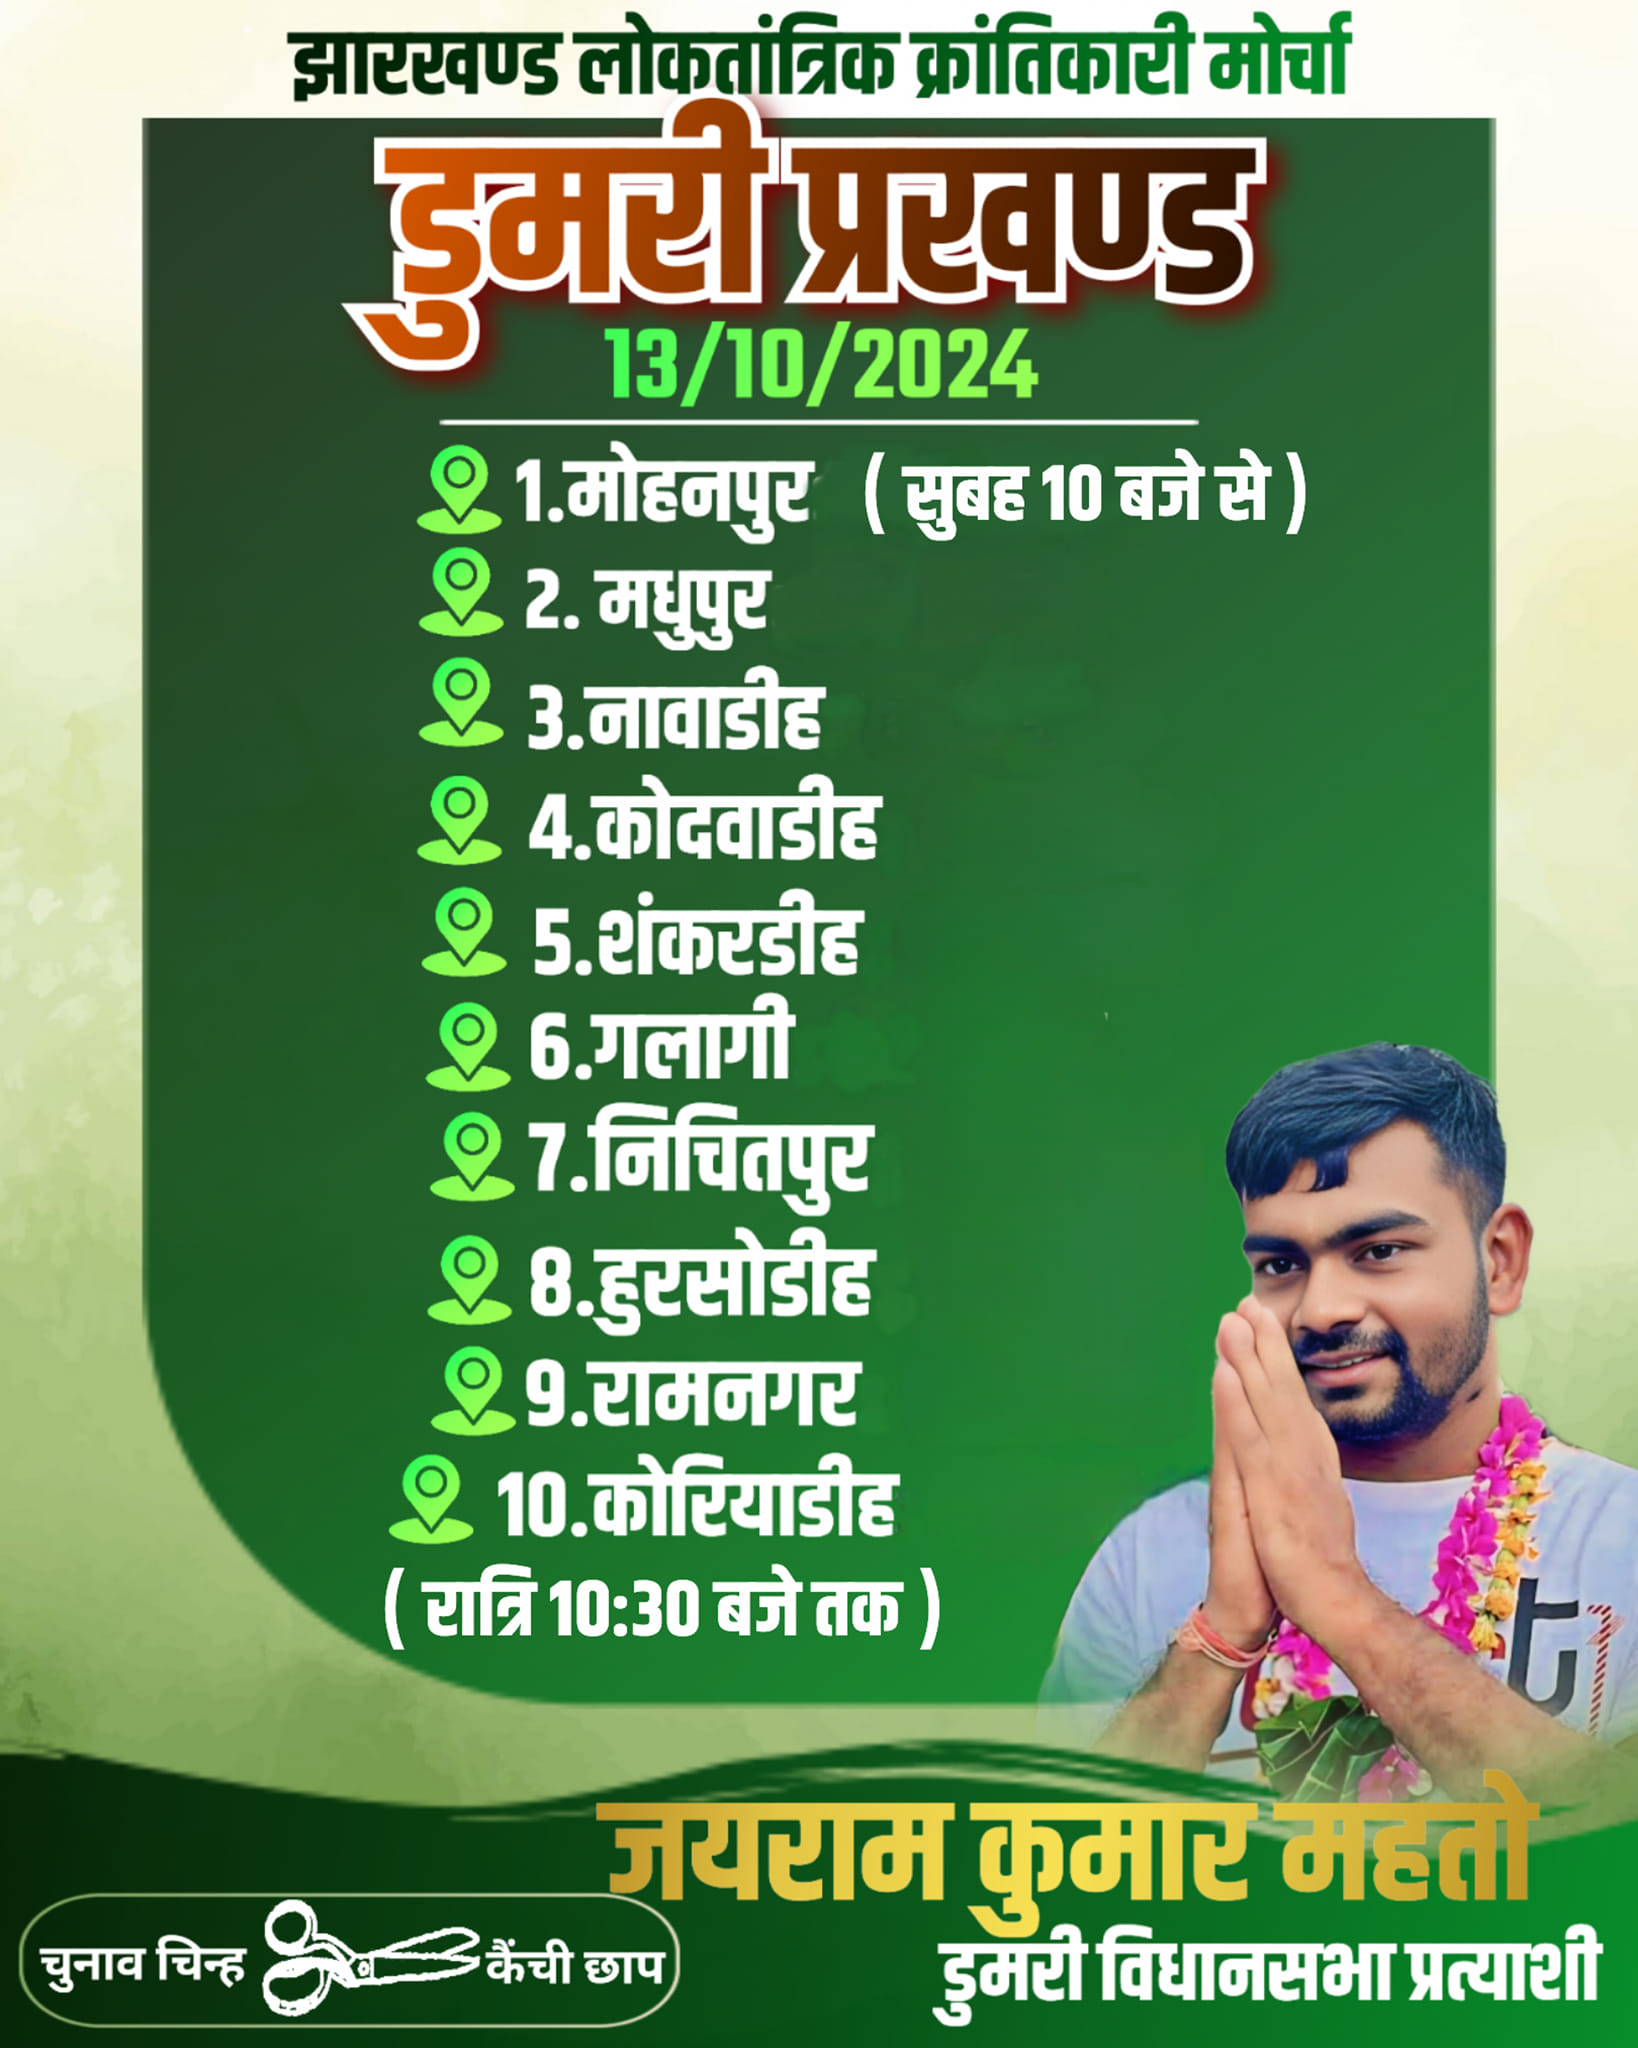 झारखण्ड लोकतांत्रिक क्रांतिकारी मोर्चा
डुमरी प्रखण्ड
13/10/2024
1.मोहनपुर ( सुबह 10 बजे से )
2. मधुपुर
3.नावाडीह
4.कोदवाडीह
5.शंकरडीह
6.गलागी
7.निचितपुर
8.हुरसोडीह
9.रामनगर
10.कोरियाडीह
( रात्रि 10:30 बजे तक )
जयराम कुमार महतो
डुमरी विधानसभा प्रत्याशी
चुनाव चिन्ह कैंची छाप